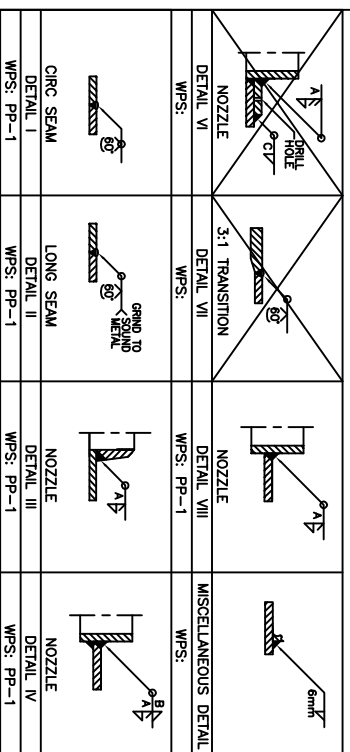 A
DRILL
HOLE
C
NOZZLE
DETAIL VI
WPS:
60°
3:1 TRANSITION
DETAIL VII
WPS:
A
NOZZLE
DETAIL VIII
WPS: PP-1
6mm
MISCELLANEOUS DETAIL
WPS:
60°
CIRC SEAM
DETAIL I
WPS: PP-1
GRIND TO
SOUND
METAL
60°
LONG SEAM
DETAIL II
WPS: PP-1
A
NOZZLE
DETAIL III
WPS: PP-1
B
A
NOZZLE
DETAIL IV
WPS: PP-1